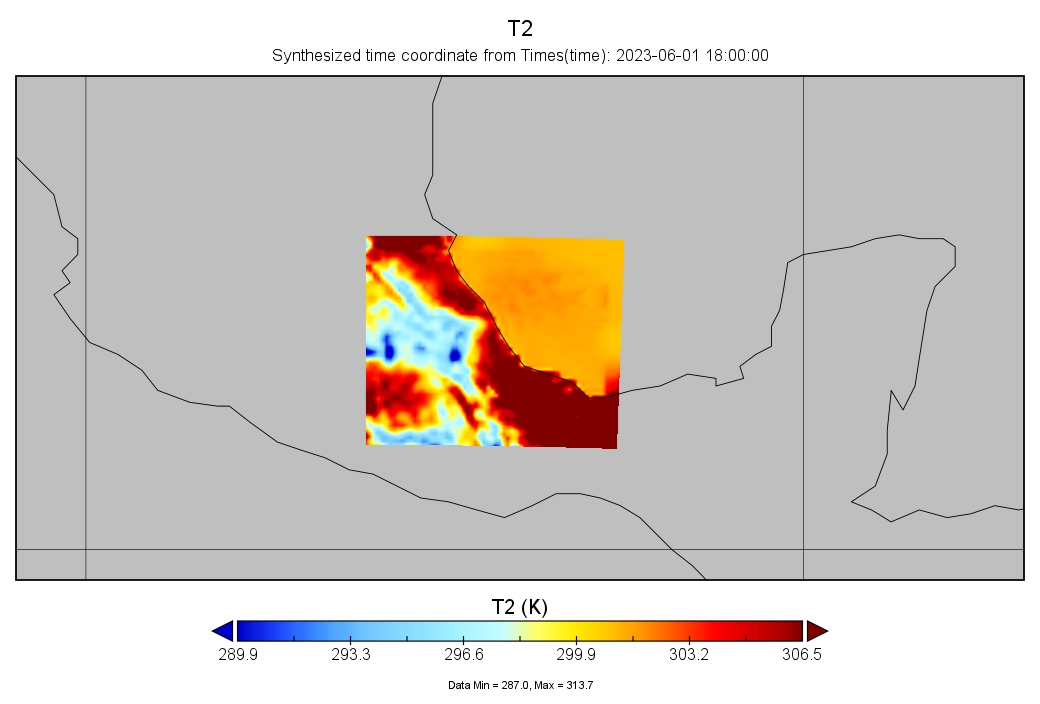 T2
Synthesized time coordinate from Times(time): 2023-06-01 18:00:00
T2 (K)
289.9 293.3 296.6 299.9 303.2 306.5
Data Min = 287.0, Max = 313.7